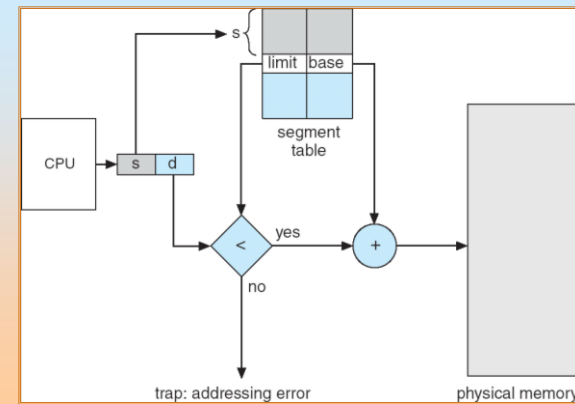 s
limit base
segment
table
CPU
s d
<
yes
+
no
trap: addressing error
physical memory